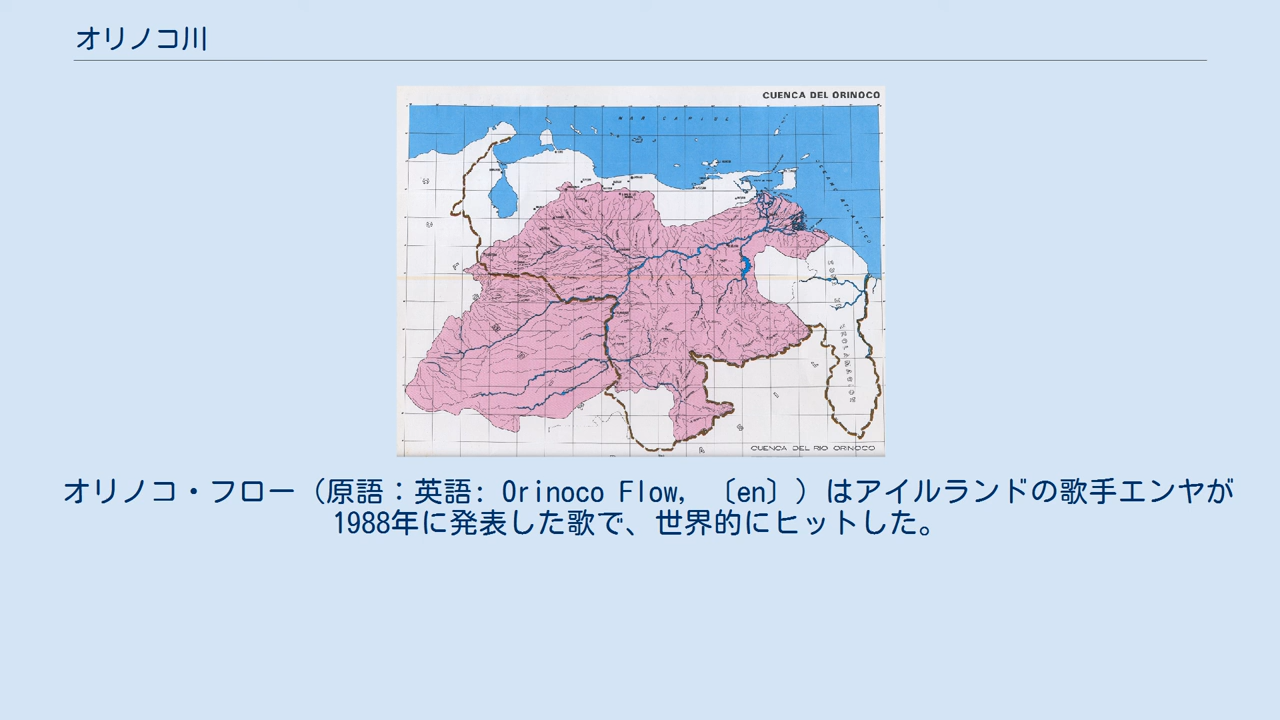 オリノコ川
CUENCA DEL ORINOCO
CUENCA DEL RIO ORINOCO
オリノコ・フロー（原語：英語: Orinoco Flow, 〔en〕）はアイルランドの歌手エンヤが
1988年に発表した歌で、世界的にヒットした。